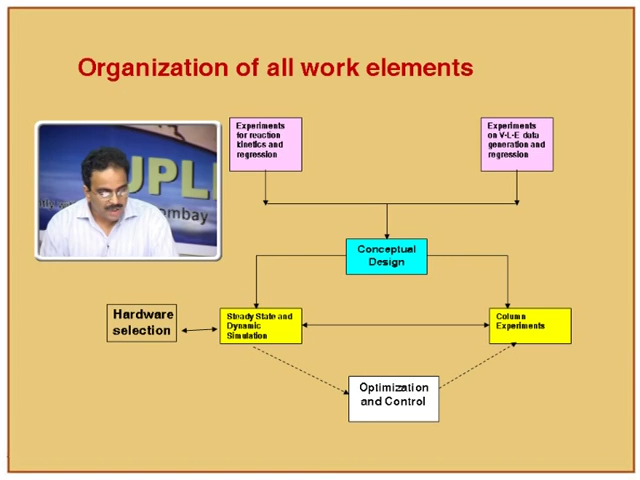 Organization of all work elements
Experiments
for reaction
kinetics and
regression
Experiments
on V-L-E data
generation and
regression
UPLI
ombay
Conceptual
Design
Hardware
selection
Steady State and
Dynamic
Simulation
Column
Experiments
Optimization
and Control